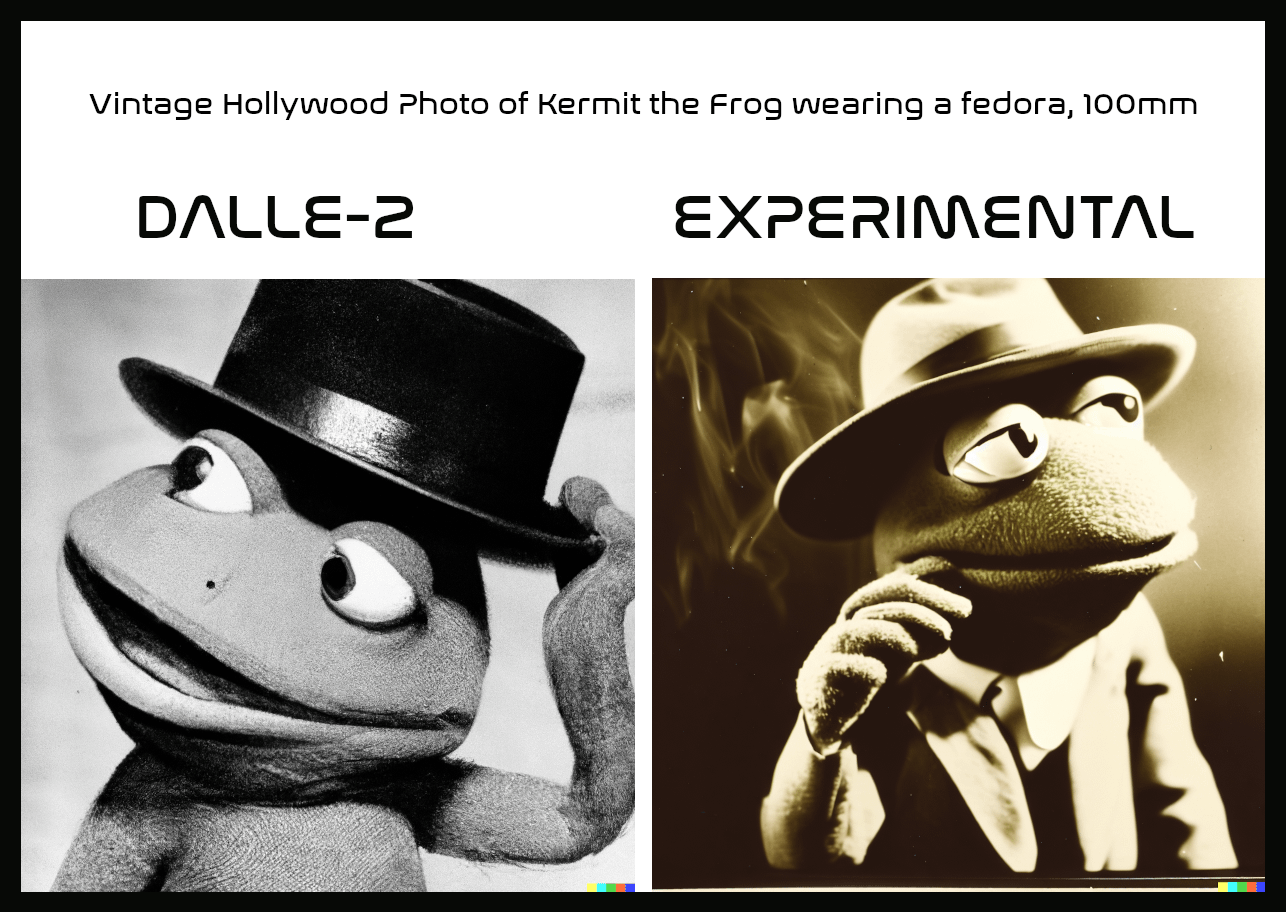 Vintage Hollywood Photo of Kermit the Frog wearing a fedora, 100mm
DALLE-2
EXPERIMENTAL